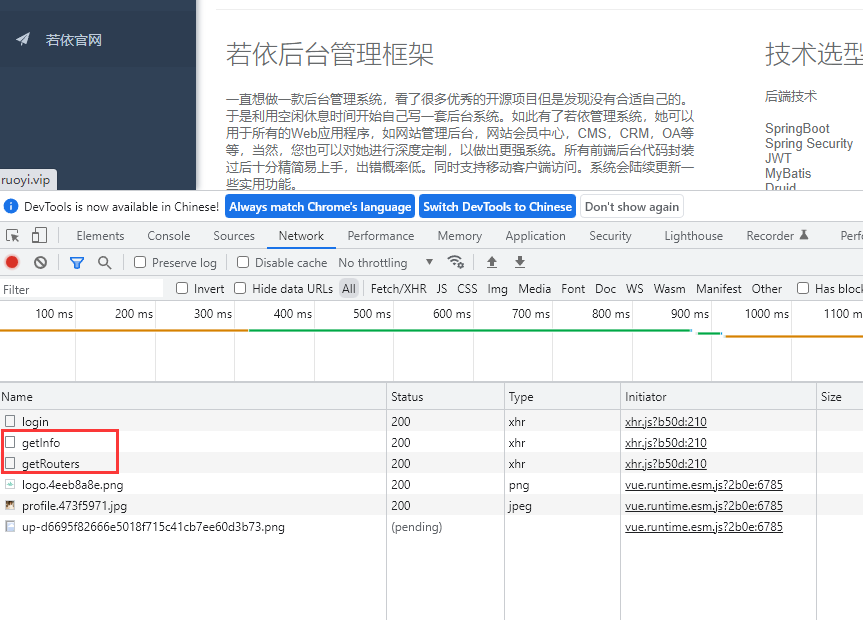 若依官网
若依后台管理框架
一直想做一款后台管理系统，看了很多优秀的开源项目但是发现没有合适自己的。
于是利用空闲休息时间开始自己写一套后台系统。如此有了若依管理系统，她可以
用于所有的Web应用程序，如网站管理后台，网站会员中心，CMS，CRM，OA等
等，当然，您也可以对她进行深度定制，以做出更强系统。所有前端后台代码封装
过后十分精简易上手，出错概率低。同时支持移动客户端访问。系统会陆续更新一
些实用功能。
技术选型
后端技术
SpringBoot
Spring Security
JWT
MyBatis
Druid
ruoyi.vip
DevTools is now available in Chinese! Always match Chrome's language Switch DevTools to Chinese Don't show again
Elements Console Sources Network Performance Memory Application Security Lighthouse Recorder Perf
Preserve log Disable cache No throttling
Filter Invert Hide data URLs All Fetch/XHR JS CSS Img Media Font Doc WS Wasm Manifest Other Has block
100 ms 200 ms 300 ms 400 ms 500 ms 600 ms 700 ms 800 ms 900 ms 1000 ms 1100 m
Name Status Type Initiator Size
login 200 xhr xhr.js?b50d:210
getInfo 200 xhr xhr.js?b50d:210
getRouters 200 xhr xhr.js?b50d:210
logo.4eeb8a8e.png 200 png vue.runtime.esm.js?2b0e:6785
profile.473f5971.jpg 200 jpeg vue.runtime.esm.js?2b0e:6785
up-d6695f82666e5018f715c41cb7ee60d3b73.png (pending) vue.runtime.esm.js?2b0e:6785